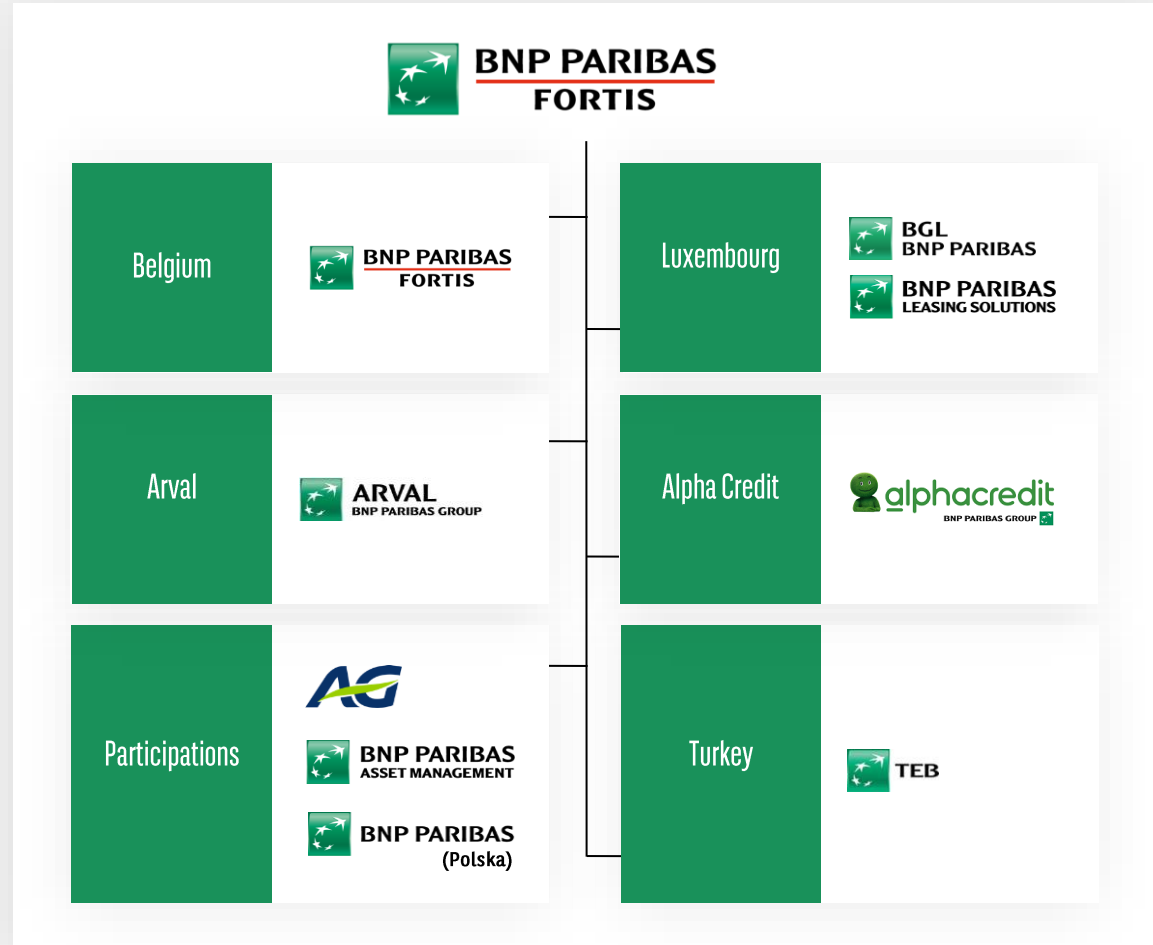 BNP PARIBAS
FORTIS
Belgium
BNP PARIBAS
FORTIS
Luxembourg
BGL
BNP PARIBAS
BNP PARIBAS
LEASING SOLUTIONS
Arval
ARVAL
BNP PARIBAS GROUP
Alpha Credit
alphacredit
BNP PARIBAS GROUP
Participations
AG
BNP PARIBAS
ASSET MANAGEMENT
BNP PARIBAS
(Polska)
Turkey
TEB